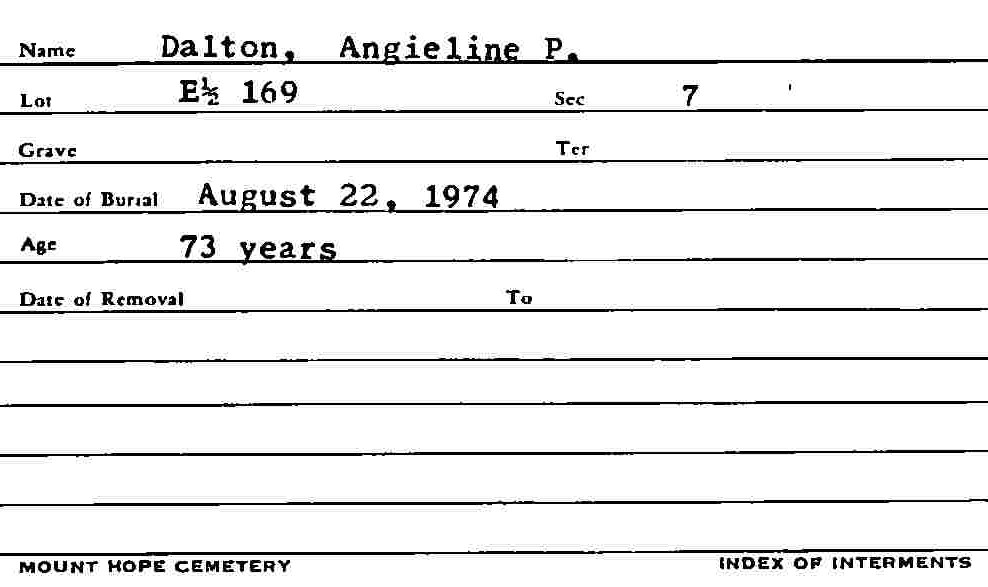 Name Dalton, Angieline P.
Lot E½ 169 Sec 7
Grave Ter
Date of Burial August 22, 1974
Age 73 years
Date of Removal To
MOUNT HOPE CEMETERY INDEX OF INTERMENTS